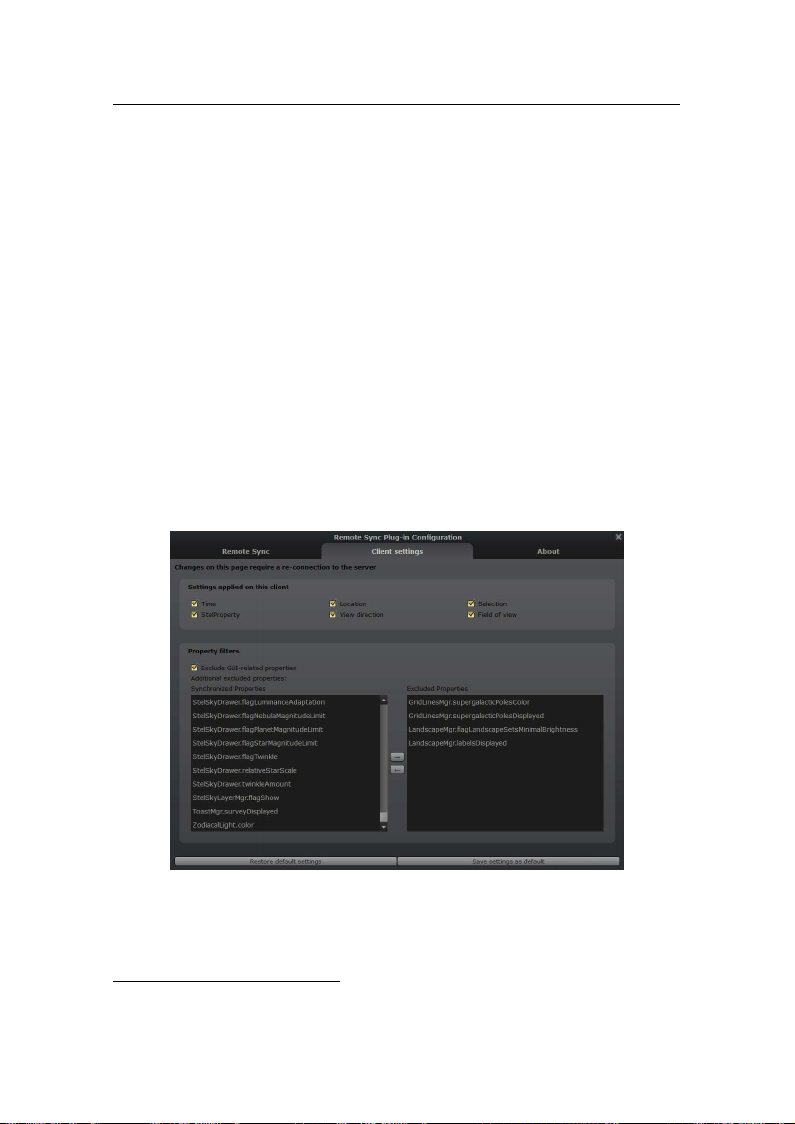 Remote Sync Plug-in Configuration
Remote Sync Client settings About
Changes on this page require a re-connection to the server
Settings applied on this client
Time Location Selection
StelProperty View direction Field of view
Property filters
Exclude GUI-related properties
Additional excluded properties:
Synchronized Properties Excluded Properties
StelSkyDrawer.flagLuminanceAdaptation GridLinesMgr.supergalacticPolesColor
StelSkyDrawer.flagNebulaMagnitudeLimit GridLinesMgr.supergalacticPolesDisplayed
StelSkyDrawer.flagPlanetMagnitudeLimit LandscapeMgr.flagLandscapeSetsMinimalBrightness
StelSkyDrawer.flagStarMagnitudeLimit LandscapeMgr.labelsDisplayed
StelSkyDrawer.flagTwinkle
StelSkyDrawer.relativeStarScale
StelSkyDrawer.twinkleAmount
StelSkyLayerMgr.flagShow
ToastMgr.surveyDisplayed
ZodiacalLight.color
Restore default settings Save settings as default